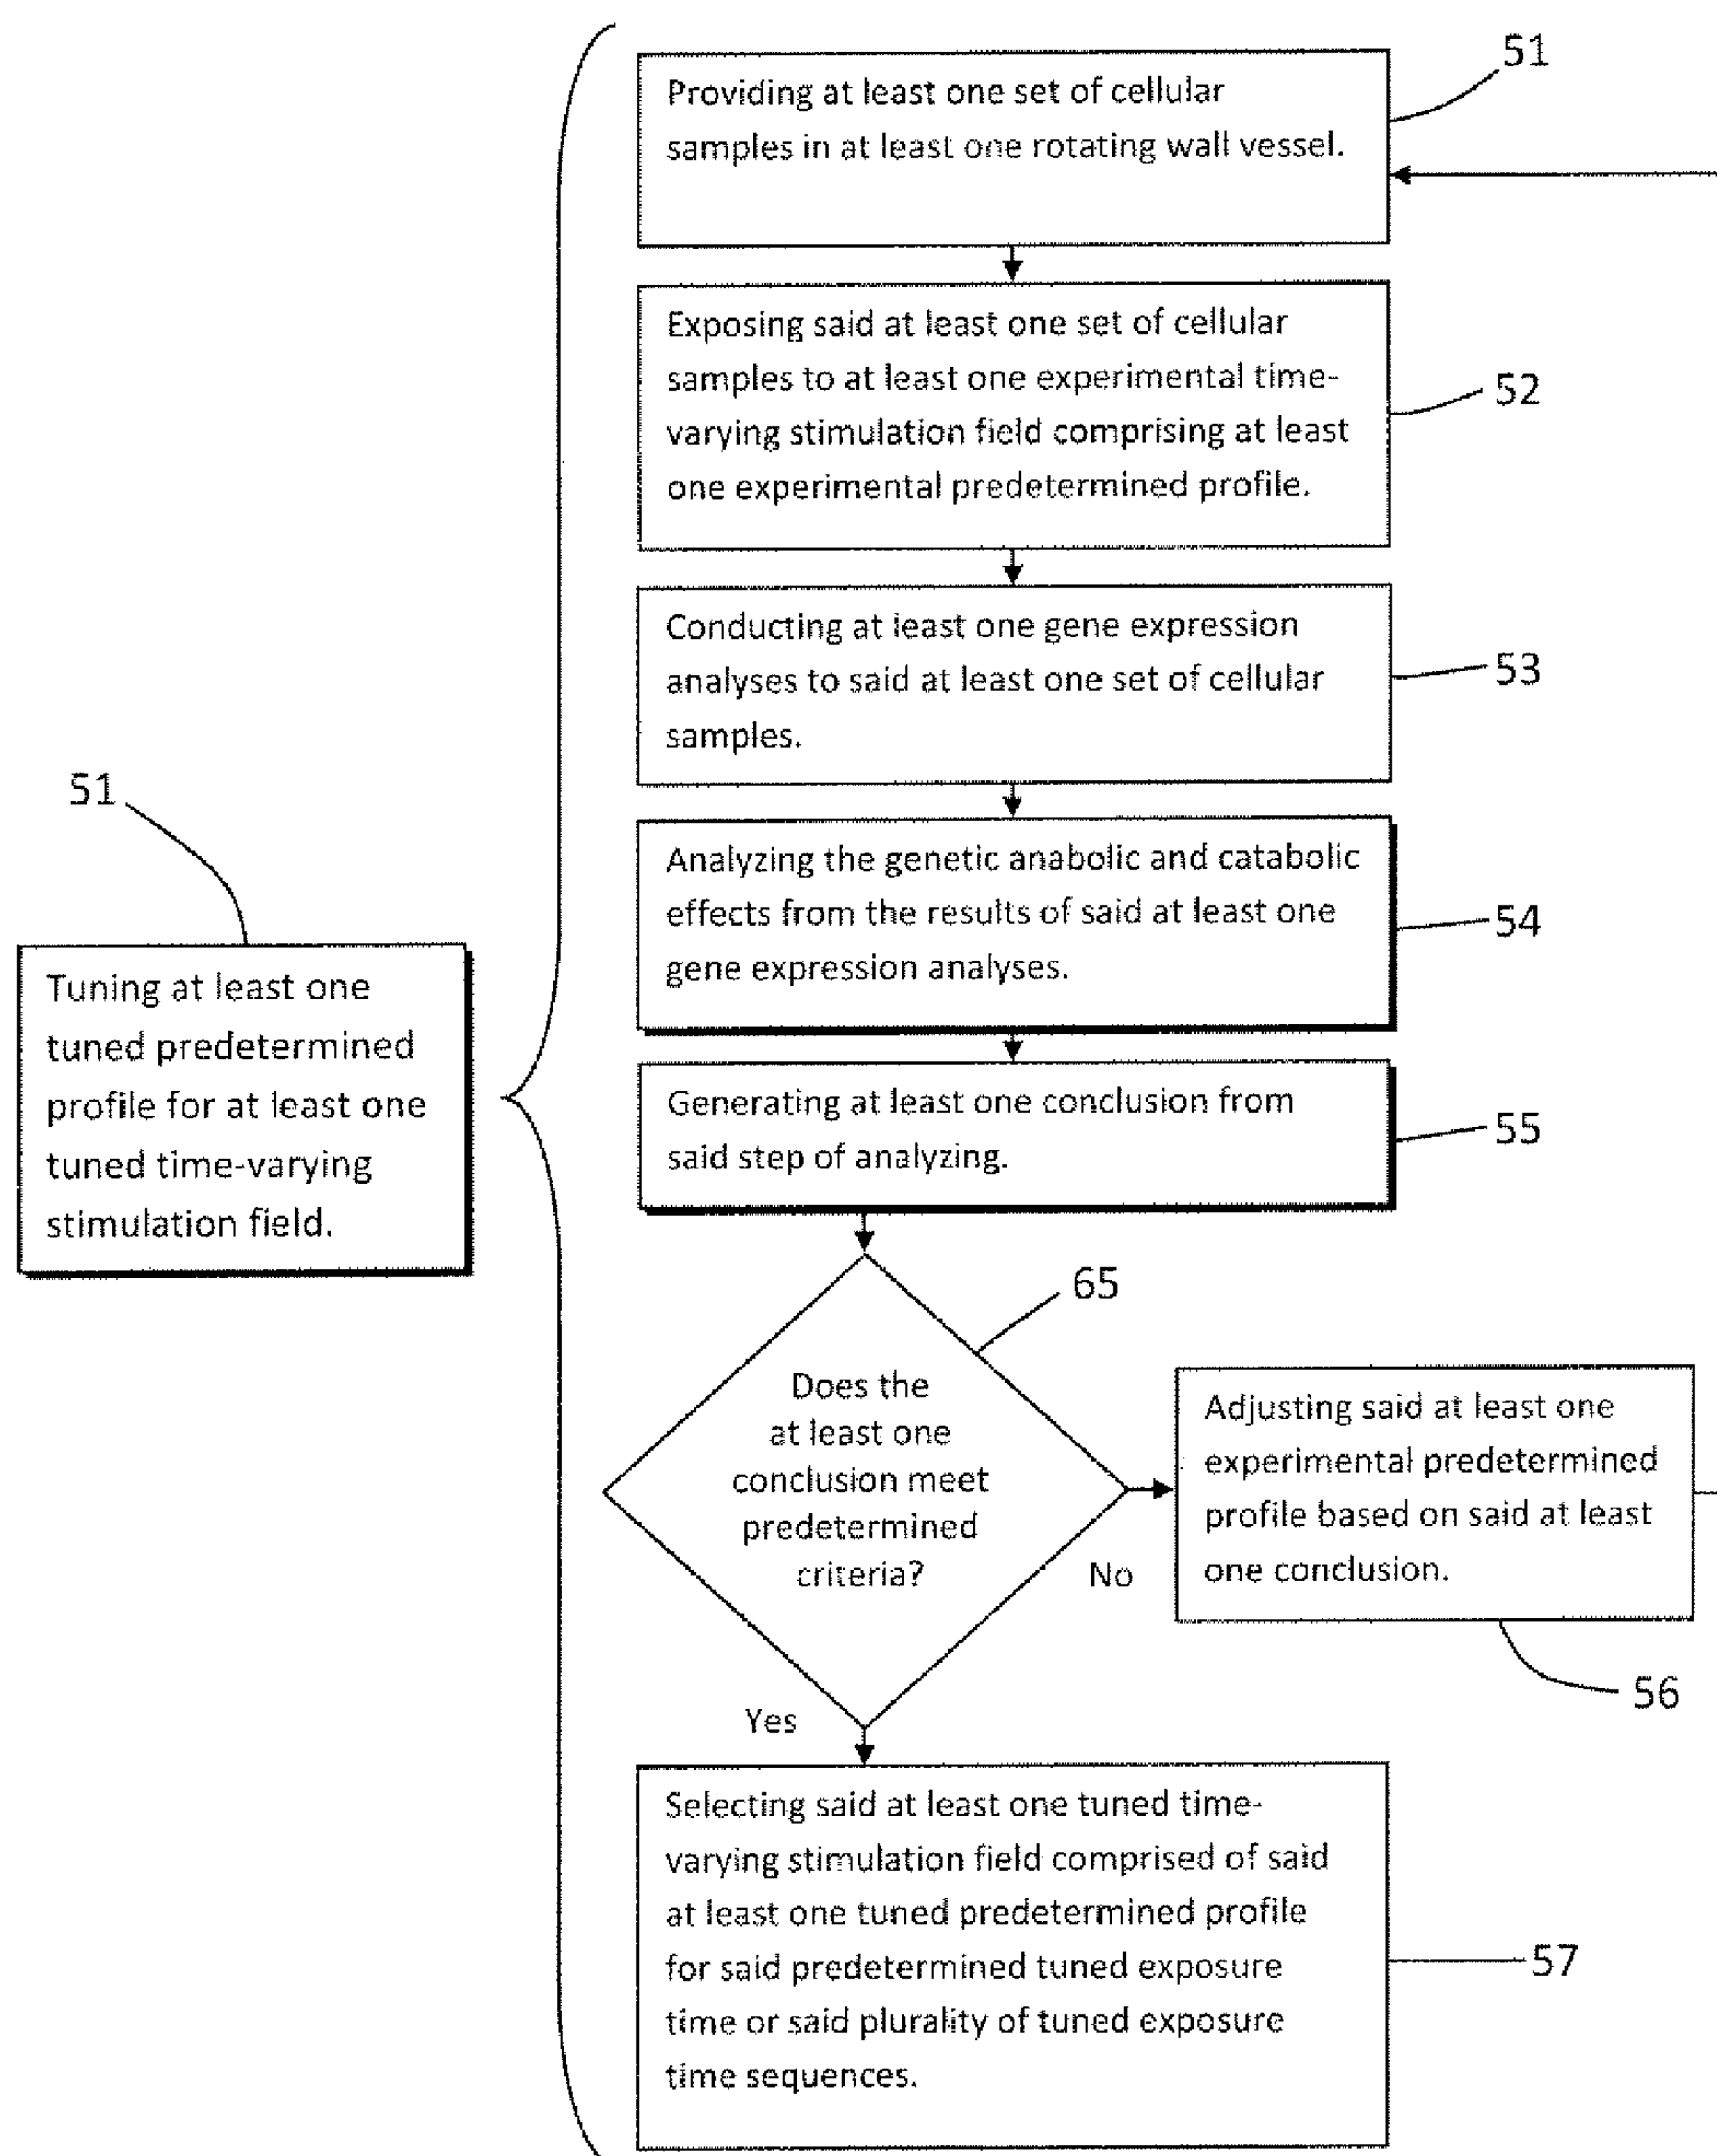 51
Tuning at least one
tuned predetermined
profile for at least one
tuned time-varying
stimulation field.
51
Providing at least one set of cellular
samples in at least one rotating wall vessel.
52
Exposing said at least one set of cellular
samples to at least one experimental time-
varying stimulation field comprising at least
one experimental predetermined profile.
53
Conducting at least one gene expression
analyses to said at least one set of cellular
samples.
54
Analyzing the genetic anabolic and catabolic
effects from the results of said at least one
gene expression analyses.
55
Generating at least one conclusion from
said step of analyzing.
65
Does the
at least one
conclusion meet
predetermined
criteria?
No
Adjusting said at least one
experimental predetermined
profile based on said at least
one conclusion.
56
Yes
Selecting said at least one tuned time-
varying stimulation field comprised of said
at least one tuned predetermined profile
for said predetermined tuned exposure
time or said plurality of tuned exposure
time sequences.
57